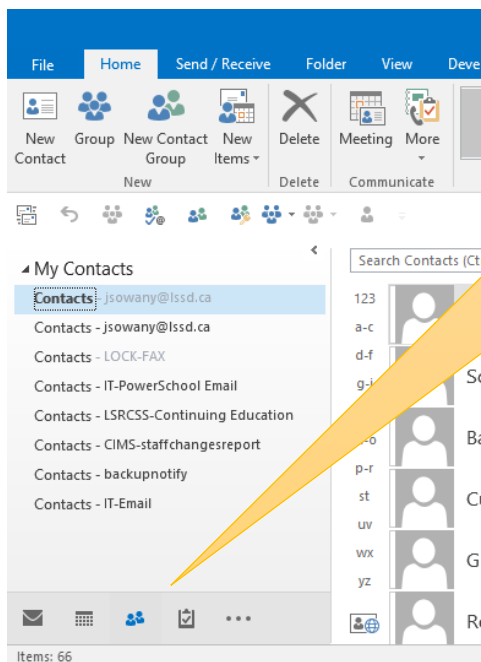 File Home Send / Receive Folder View Deve
New Contact
Group
New Contact Group
New Items
Delete
Meeting
More
New Delete Communicate
My Contacts
Search Contacts (Ct
Contacts - jsowany@lssd.ca
Contacts - jsowany@lssd.ca
Contacts - LOCK-FAX
Contacts - IT-PowerSchool Email
Contacts - LSRCSS-Continuing Education
Contacts - CIMS-staffchangesreport
Contacts - backupnotify
Contacts - IT-Email
123
a-c
d-f
g-i
-o
p-r
st
uv
wx
yz
Sc
Ba
Cu
G
Re
Items: 66